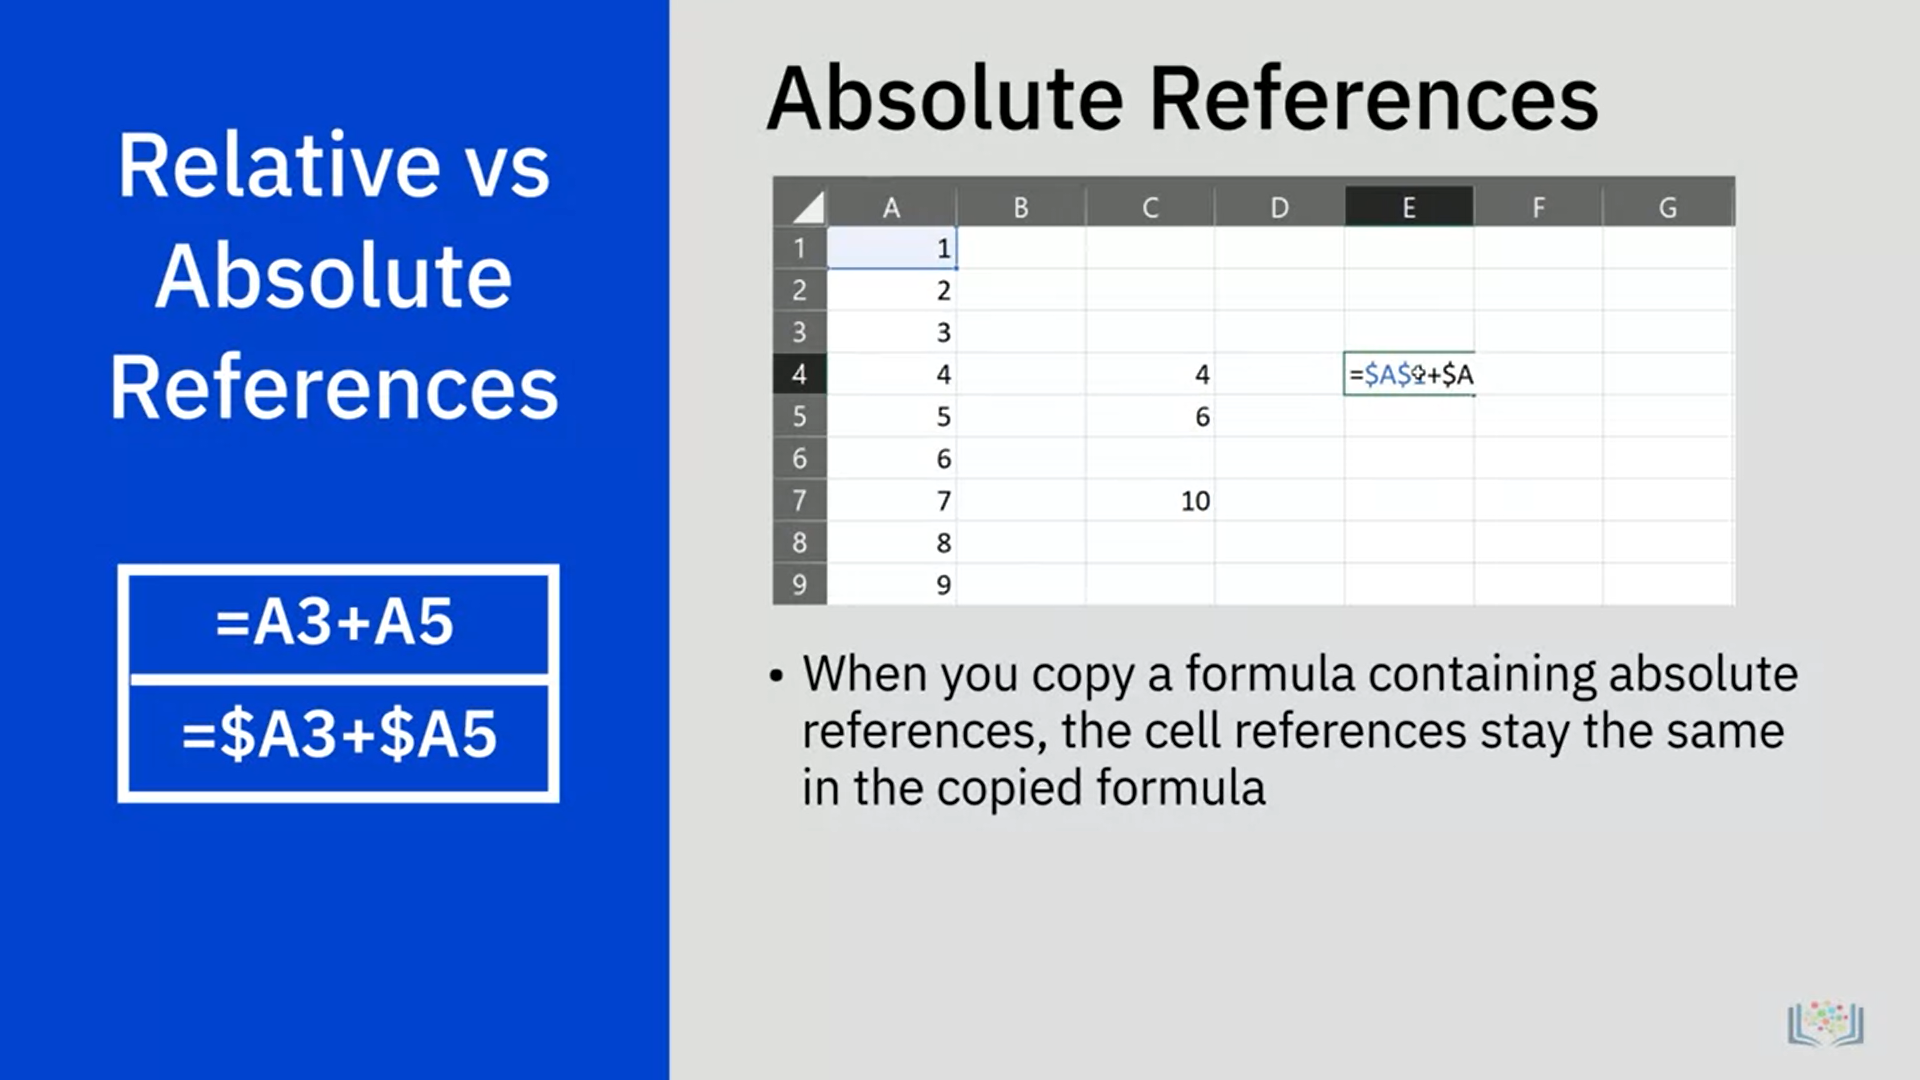 Relative vs
Absolute
References
=A3+A5
=$A3+$A5
Absolute References
A B C D E F G
1 1
2 2
3 3
4 4 4 =$A$1+$A
5 5 6
6 6
7 7 10
8 8
9 9
• When you copy a formula containing absolute
references, the cell references stay the same
in the copied formula